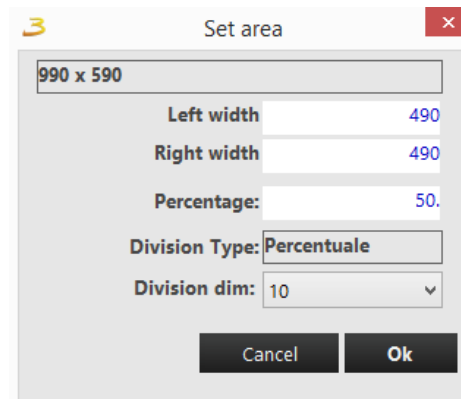 Set area
990 x 590
Left width 490
Right width 490
Percentage: 50.
Division Type: Percentuale
Division dim: 10
Cancel Ok